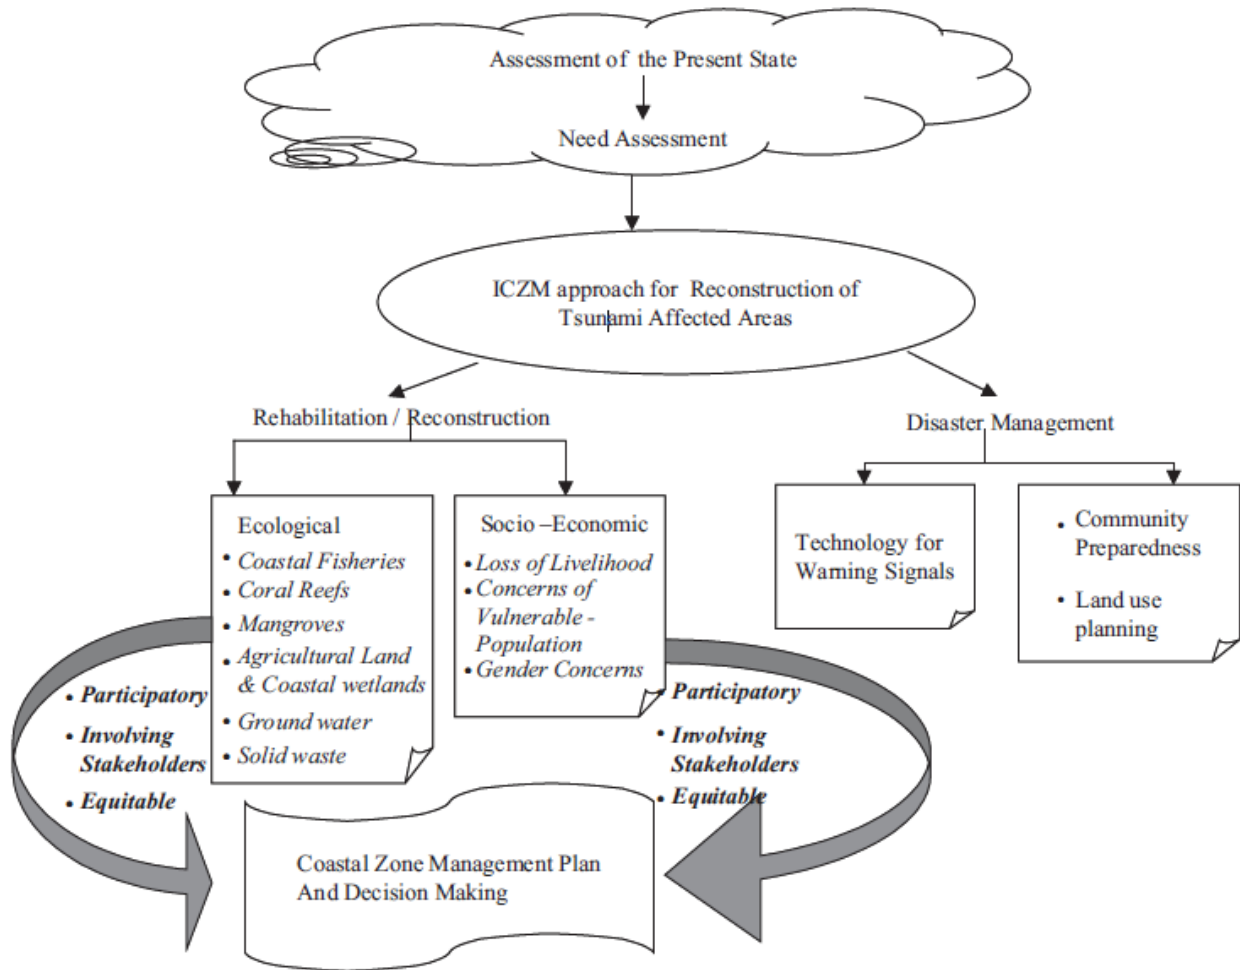 Assessment of the Present State
Need Assessment
ICZM approach for Reconstruction of
Tsunami Affected Areas
Rehabilitation / Reconstruction
Disaster Management
Ecological
• Coastal Fisheries
• Coral Reefs
• Mangroves
• Agricultural Land
& Coastal wetlands
• Ground water
• Solid waste
Socio –Economic
• Loss of Livelihood
• Concerns of
Vulnerable -
Population
• Gender Concerns
Technology for
Warning Signals
• Community
Preparedness
• Land use
planning
• Participatory
• Involving
Stakeholders
• Equitable
• Participatory
• Involving
Stakeholders
• Equitable
Coastal Zone Management Plan
And Decision Making